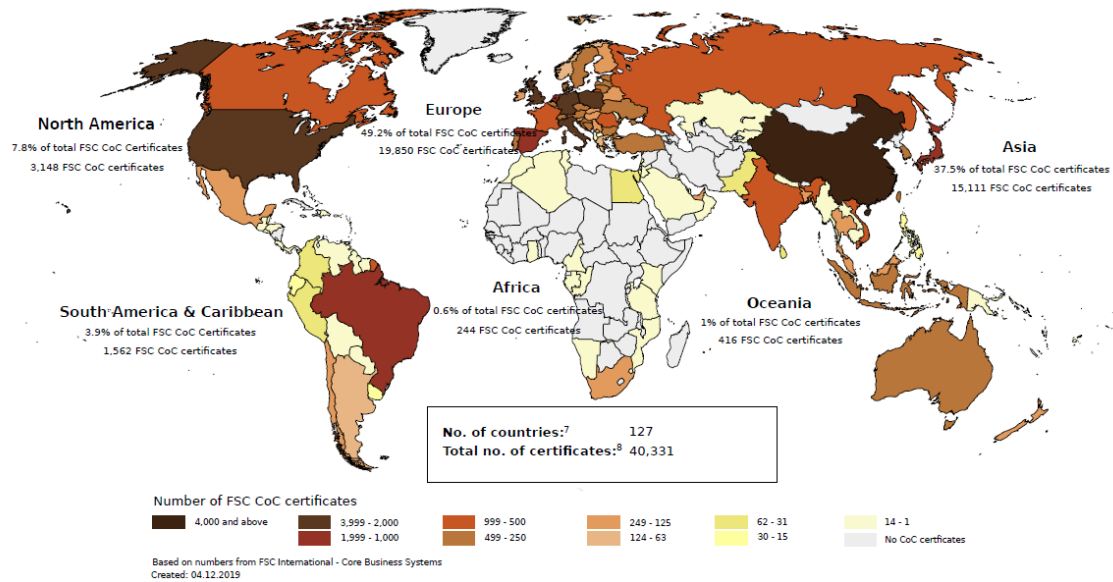 North America
7.8% of total FSC CoC Certificates
3,148 FSC CoC certificates
Europe
49.2% of total FSC CoC certificates
19,850 FSC CoC certificates
Asia
37.5% of total FSC CoC certificates
15,111 FSC CoC certificates
South America & Caribbean
3.9% of total FSC CoC Certificates
1,562 FSC CoC certificates
Africa
0.6% of total FSC CoC Certificates
244 FSC CoC certificates
Oceania
1% of total FSC CoC Certificates
416 FSC CoC certificates
No. of countries:⁷ 127
Total no. of certificates:⁸ 40,331
Number of FSC CoC certificates
4,000 and above
3,999 - 2,000
999 - 500
249 - 125
62 - 31
14 - 1
1,999 - 1,000
499 - 250
124 - 63
30 - 15
No CoC certficates
Based on numbers from FSC International - Core Business Systems
Created: 04.12.2019